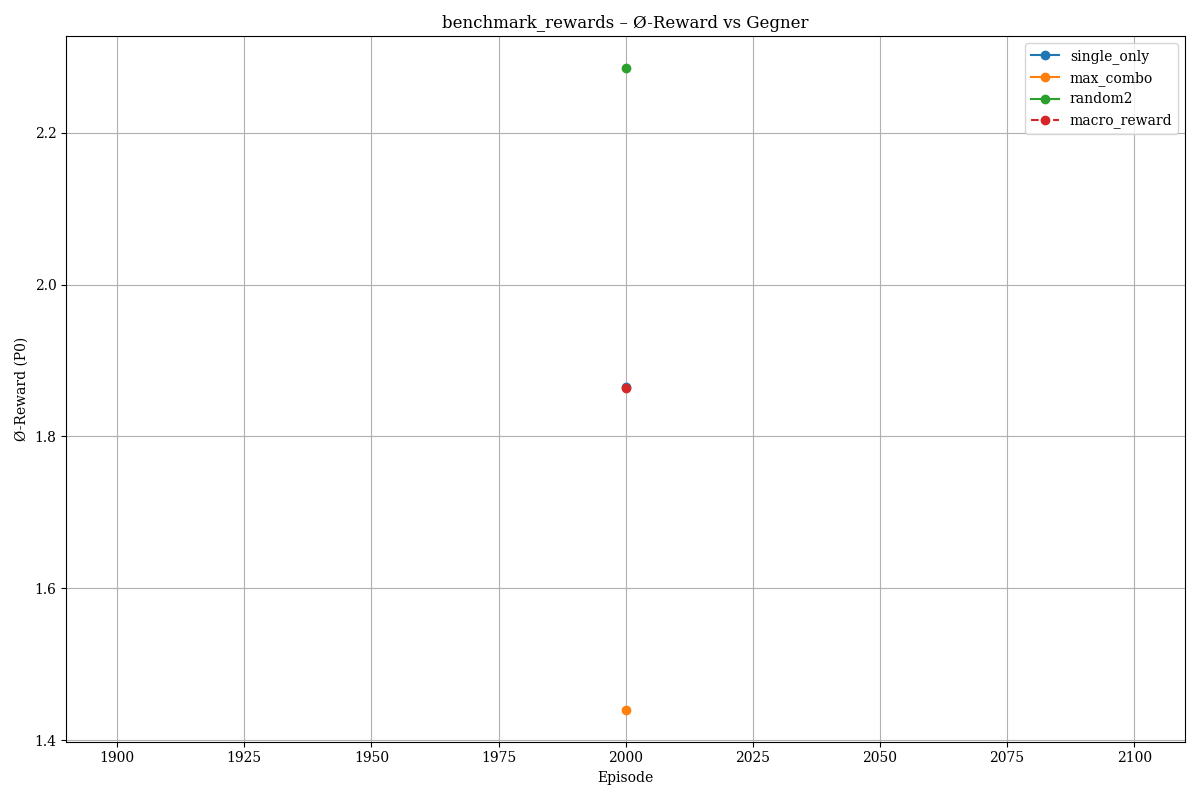 benchmark_rewards – Ø-Reward vs Gegner
single_only
max_combo
random2
macro_reward
Ø-Reward (P0)
2.2
2.0
1.8
1.6
1.4
1900 1925 1950 1975 2000 2025 2050 2075 2100
Episode